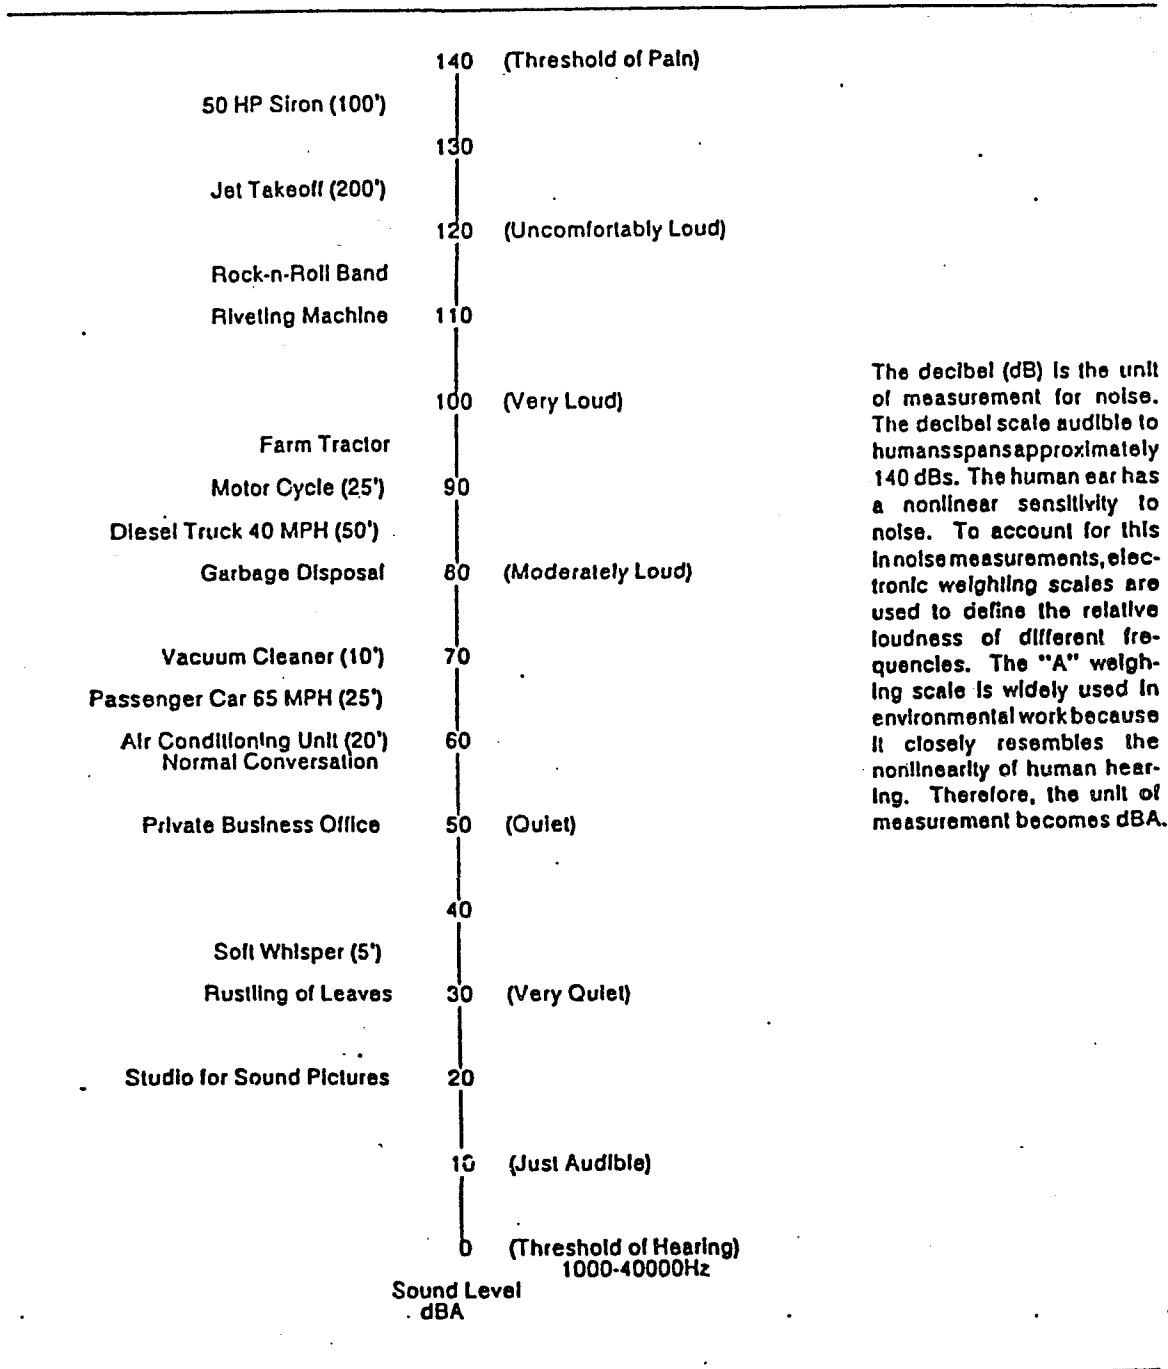 140 (Threshold of Pain)
50 HP Siron (100')
130
Jet Takeoff (200')
120 (Uncomfortably Loud)
Rock-n-Roll Band
Riveting Machine 110
100 (Very Loud)
Farm Tractor
Motor Cycle (25') 90
Diesel Truck 40 MPH (50')
Garbage Disposal 80 (Moderately Loud)
Vacuum Cleaner (10') 70
Passenger Car 65 MPH (25')
Air Conditioning Unit (20') 60
Normal Conversation
Private Business Office 50 (Quiet)
40
Soft Whisper (5')
Rustling of Leaves 30 (Very Quiet)
Studio for Sound Pictures 20
10 (Just Audible)
0 (Threshold of Hearing)
1000-40000Hz
Sound Level
dBA
The decibel (dB) is the unit
of measurement for noise.
The decibel scale audible to
humans spans approximately
140 dBs. The human ear has
a nonlinear sensitivity to
noise. To account for this
in noise measurements, elec-
tronic weighting scales are
used to define the relative
loudness of different fre-
quencies. The "A" weigh-
ing scale is widely used in
environmental work because
it closely resembles the
nonlinearity of human hear-
ing. Therefore, the unit of
measurement becomes dBA.